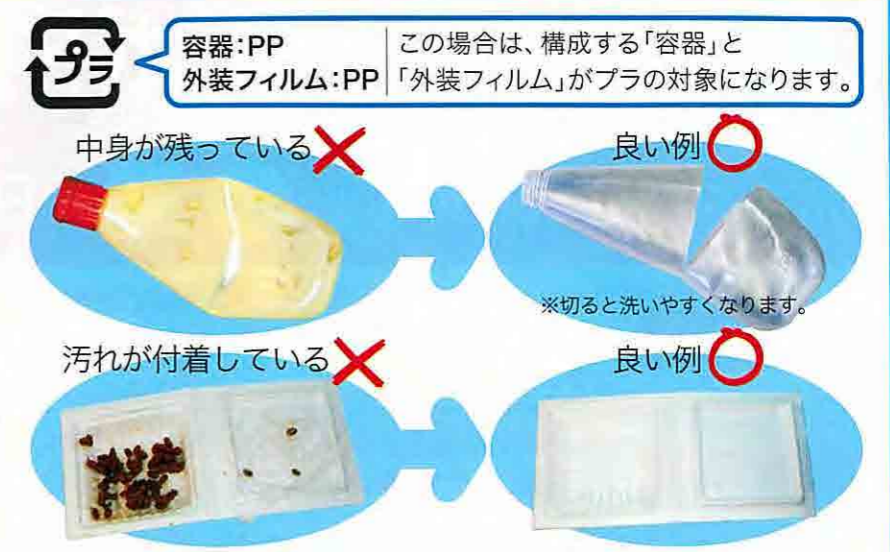 プラ
容器:PP
外装フィルム:PP
この場合は、構成する「容器」と
「外装フィルム」がプラの対象になります。
中身が残っている
良い例
※切ると洗いやすくなります。
汚れが付着している
良い例